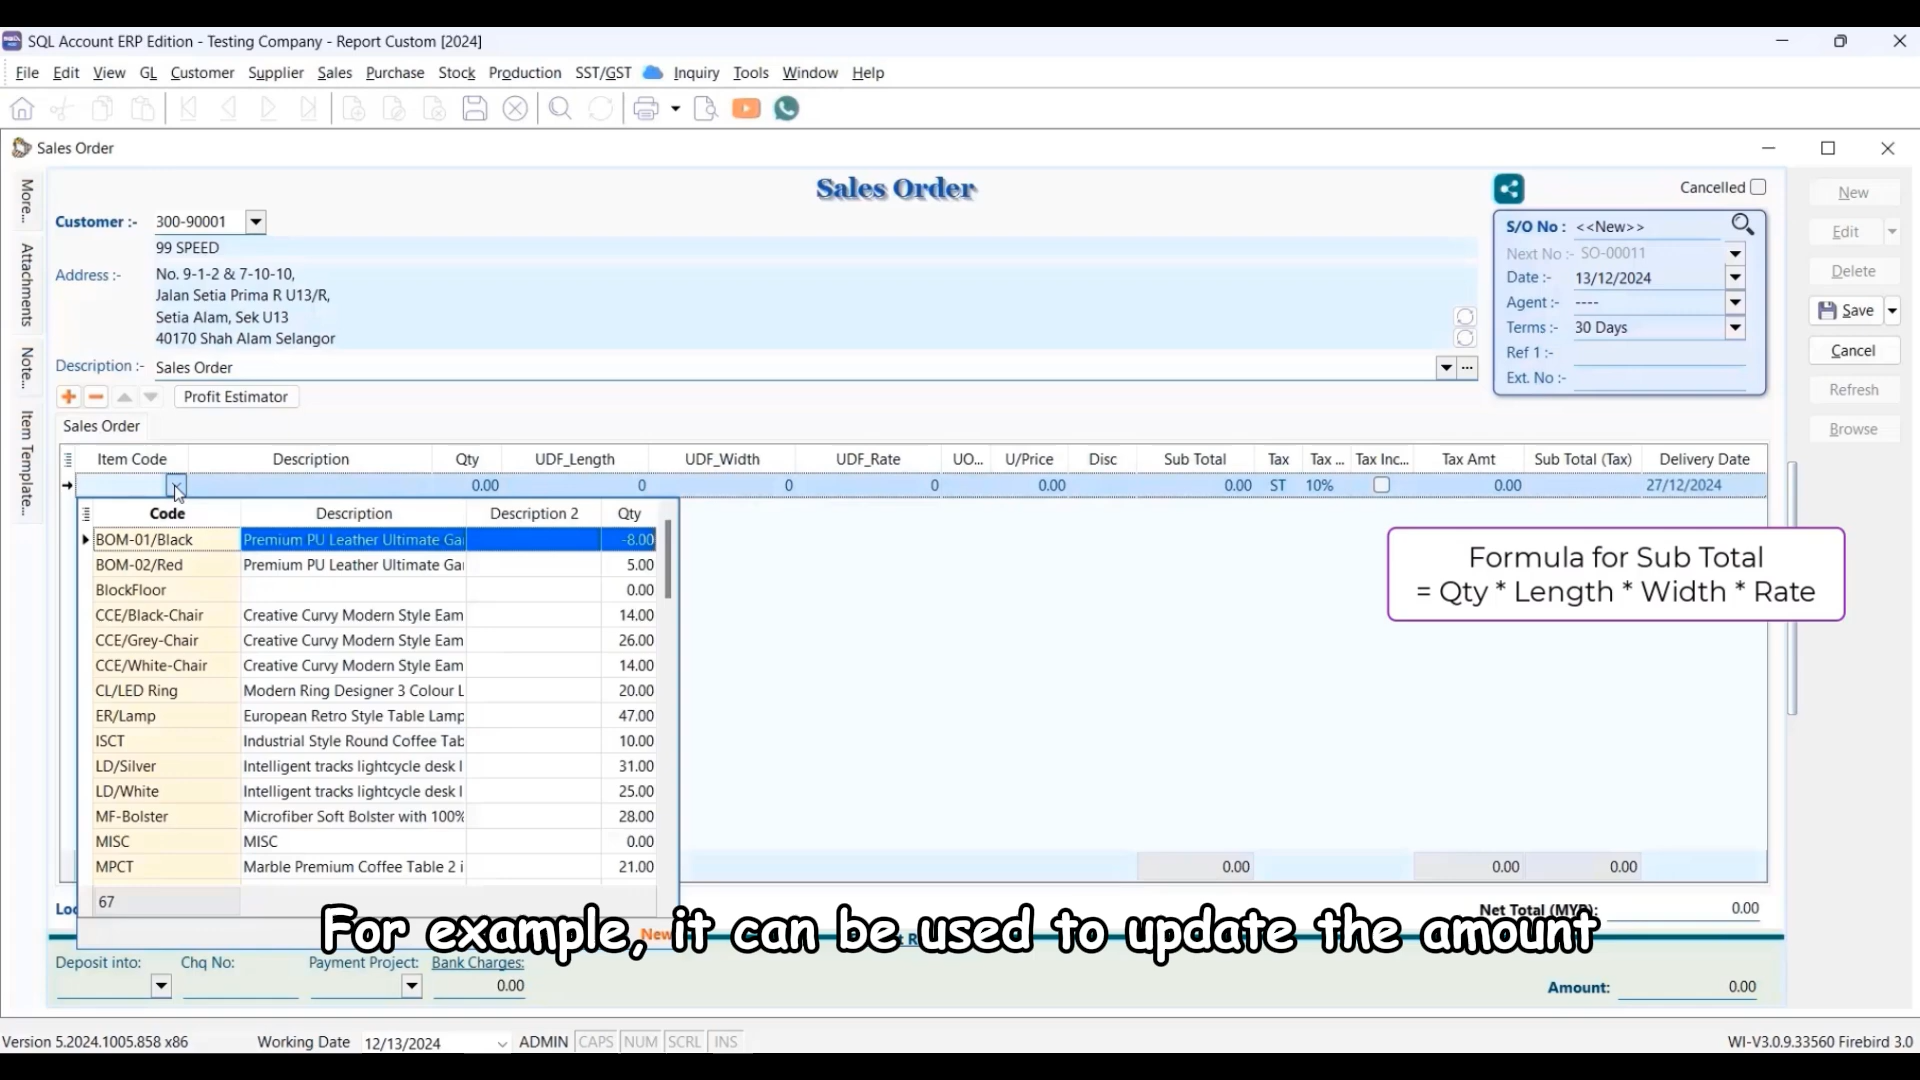 SQL Account ERP Edition - Testing Company - Report Custom [2024]
File Edit View GL Customer Supplier Sales Purchase Stock Production SST/GST Inquiry Tools Window Help
Sales Order
Sales Order
Cancelled
More...
Attachments
Note...
Item Template...
Customer :- 300-90001
99 SPEED
Address :- No. 9-1-2 & 7-10-10,
Jalan Setia Prima R U13/R,
Setia Alam, Sek U13
40170 Shah Alam Selangor
Description :- Sales Order
S/O No : <<New>>
Next No :- SO-00011
Date :- 13/12/2024
Agent :- ----
Terms :- 30 Days
Ref 1 :-
Ext. No :-
New
Edit
Delete
Save
Cancel
Refresh
Browse
Profit Estimator
Sales Order
Item Code Description Qty UDF_Length UDF_Width UDF_Rate UO... U/Price Disc Sub Total Tax Tax ... Tax Inc... Tax Amt Sub Total (Tax) Delivery Date
0.00 0 0 0 0.00 0.00 ST 10% 0.00 27/12/2024
Code Description Description 2 Qty
BOM-01/Black Premium PU Leather Ultimate Ga -8.00
BOM-02/Red Premium PU Leather Ultimate Ga 5.00
BlockFloor 0.00
CCE/Black-Chair Creative Curvy Modern Style Eam 14.00
CCE/Grey-Chair Creative Curvy Modern Style Eam 26.00
CCE/White-Chair Creative Curvy Modern Style Eam 14.00
CL/LED Ring Modern Ring Designer 3 Colour L 20.00
ER/Lamp European Retro Style Table Lamp 47.00
ISCT Industrial Style Round Coffee Tab 10.00
LD/Silver Intelligent tracks lightcycle desk l 31.00
LD/White Intelligent tracks lightcycle desk l 25.00
MF-Bolster Microfiber Soft Bolster with 100% 28.00
MISC MISC 0.00
MPCT Marble Premium Coffee Table 2 i 21.00
67
New
Formula for Sub Total
= Qty * Length * Width * Rate
0.00 0.00 0.00
Net Total (MYR): 0.00
For example, it can be used to update the amount
Deposit into: Chq No: Payment Project: Bank Charges:
0.00
Amount: 0.00
Version 5.2024.1005.858 x86 Working Date 12/13/2024 ADMIN CAPS NUM SCRL INS WI-V3.0.9.33560 Firebird 3.0